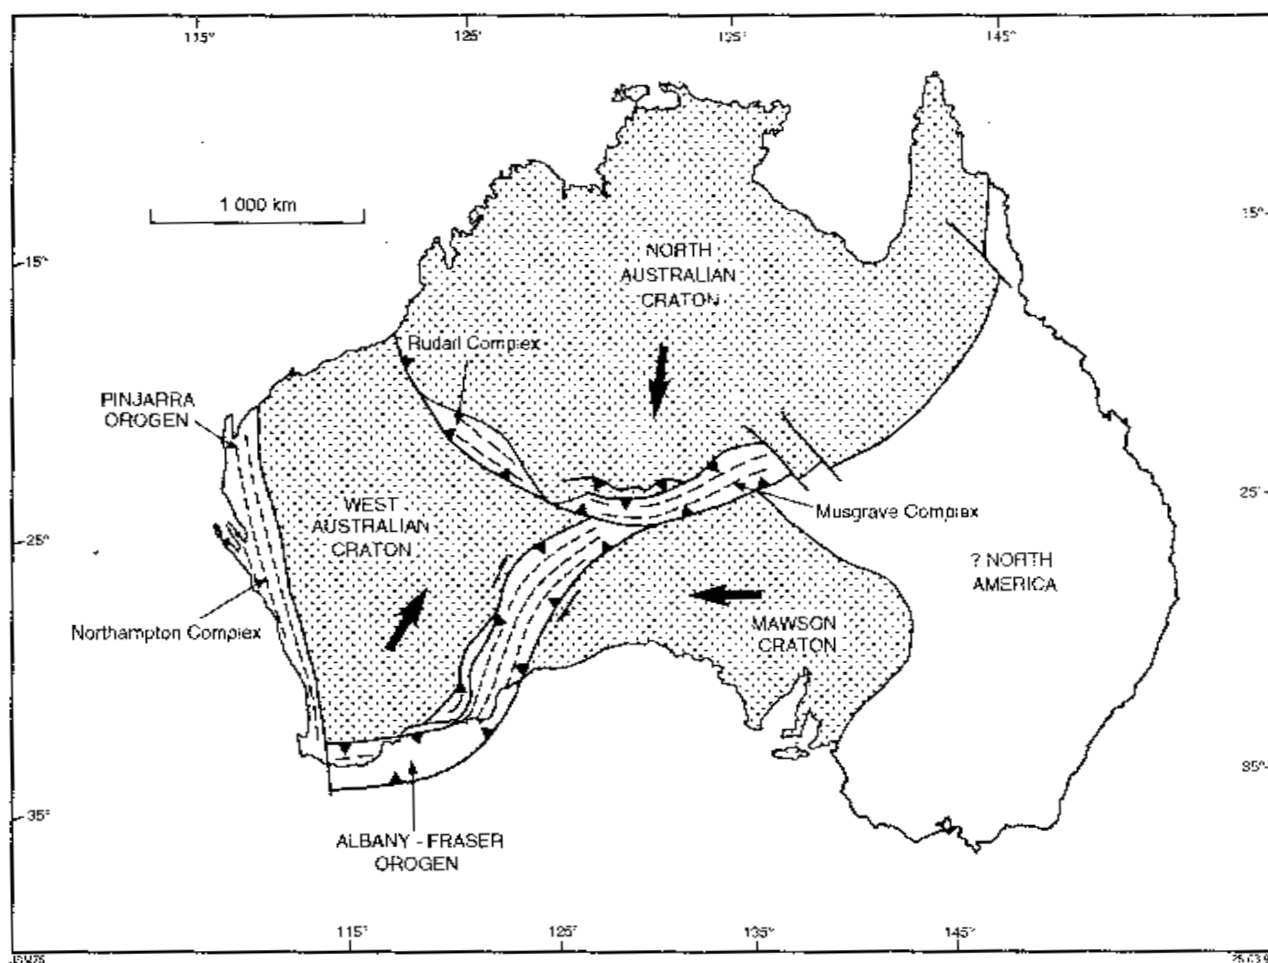 115°
125°
125°
145°
1 000 km
15°
15°
NORTH
AUSTRALIAN
CRATON
Rudall Complex
PINJARRA
OROGEN
WEST
AUSTRALIAN
CRATON
Musgrave Complex
25°
25°
? NORTH
AMERICA
Northampton Complex
MAWSON
CRATON
35°
35°
ALBANY - FRASER
OROGEN
115°
125°
135°
145°